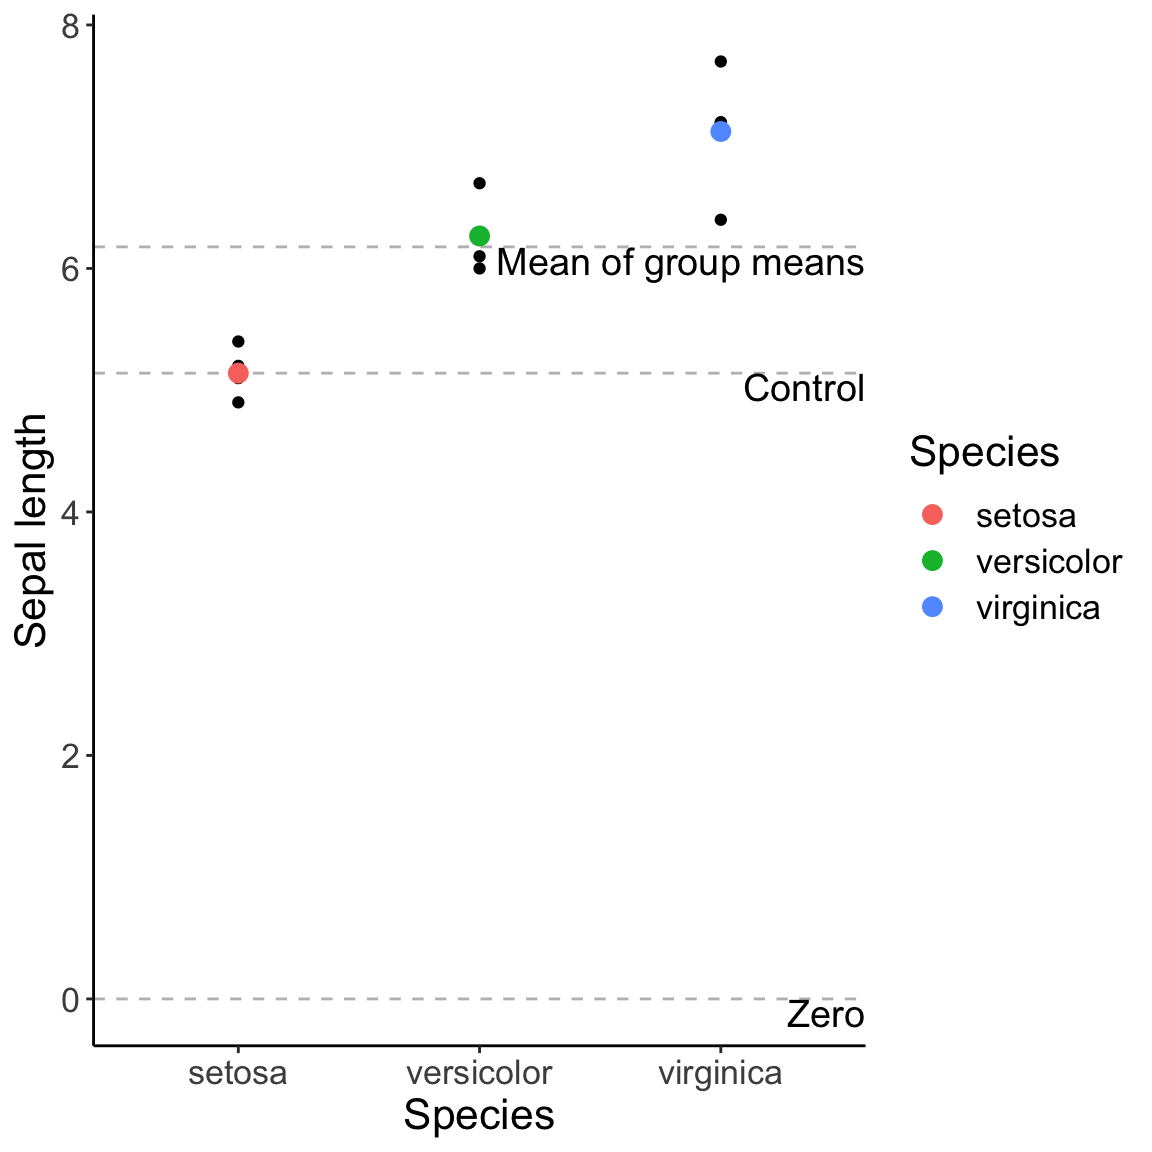 8
6
4
2
0
Sepal length
Mean of group means
Control
Zero
setosa
versicolor
virginica
Species
Species
setosa
versicolor
virginica